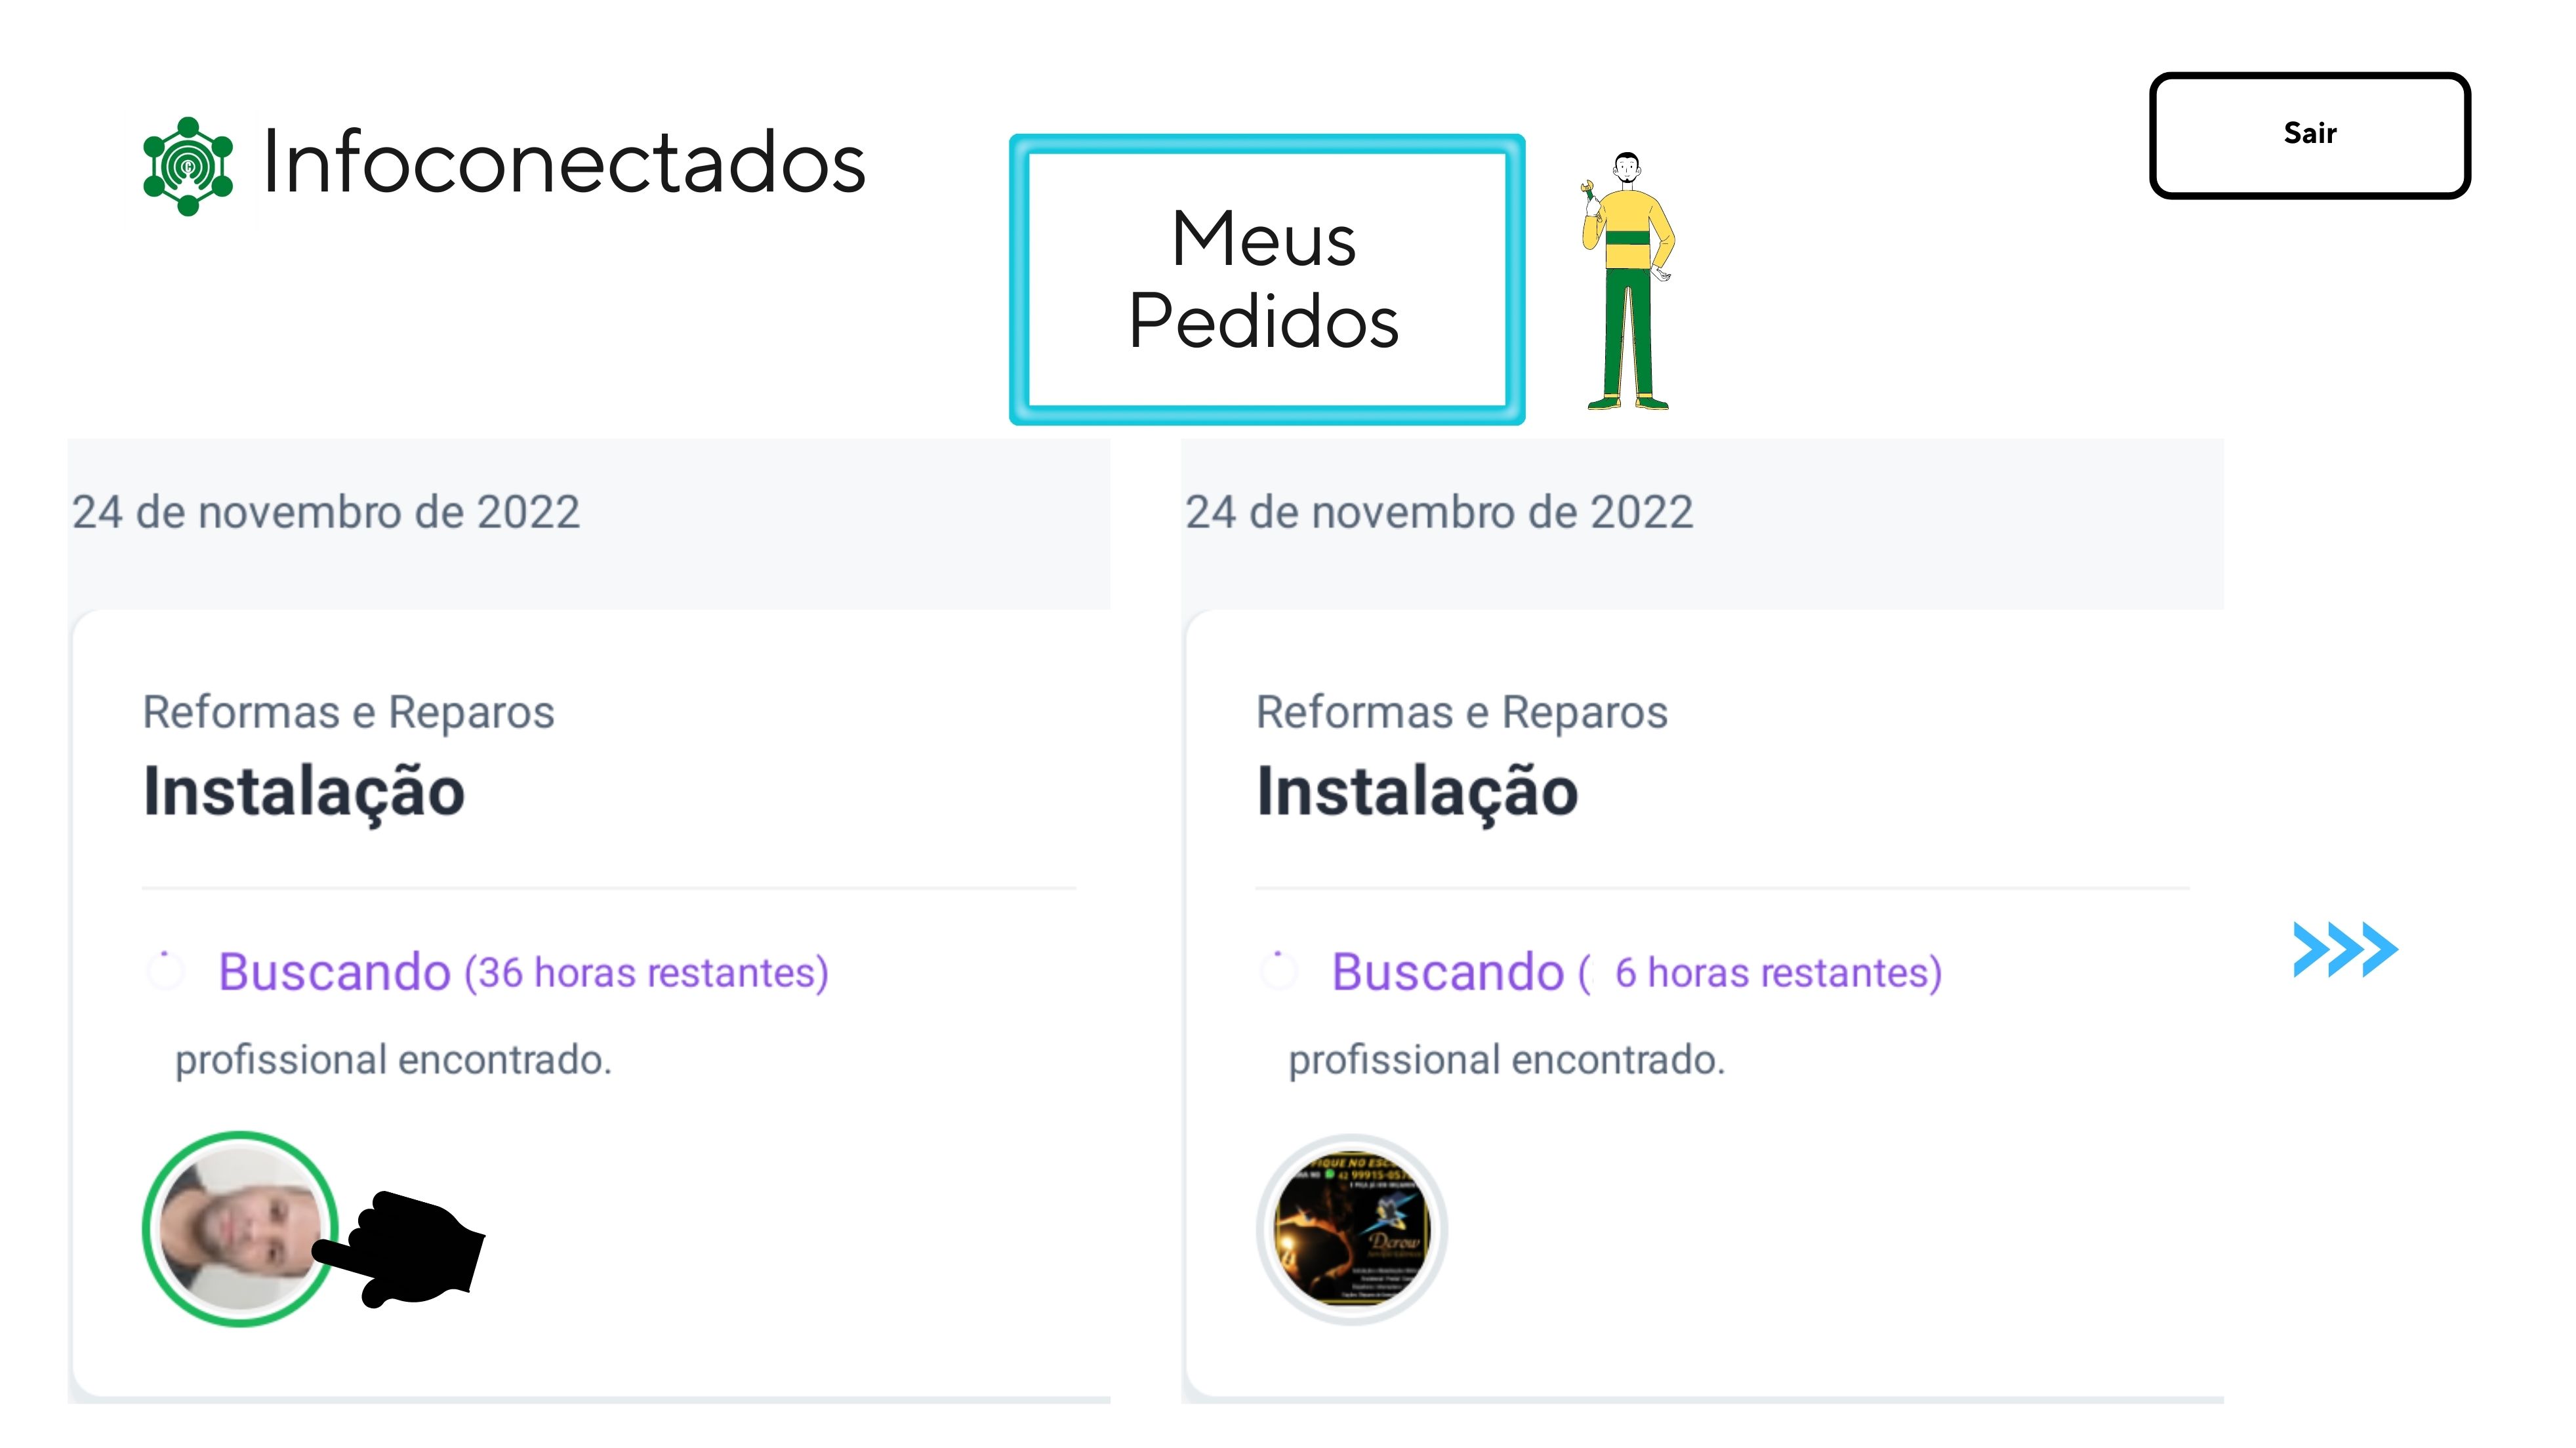 Infoconectados
Sair
Meus
Pedidos
24 de novembro de 2022
Reformas e Reparos
Instalação
Buscando (36 horas restantes)
profissional encontrado.
24 de novembro de 2022
Reformas e Reparos
Instalação
Buscando ( 6 horas restantes)
profissional encontrado.
Dcrow